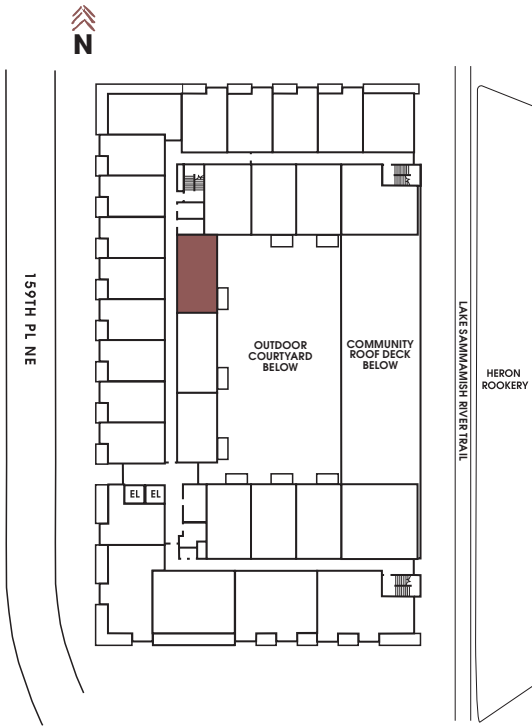 N
159TH PL NE
OUTDOOR
COURTYARD
BELOW
COMMUNITY
ROOF DECK
BELOW
LAKE SAMMAMISH RIVER TRAIL
HERON
ROOKERY
EL EL